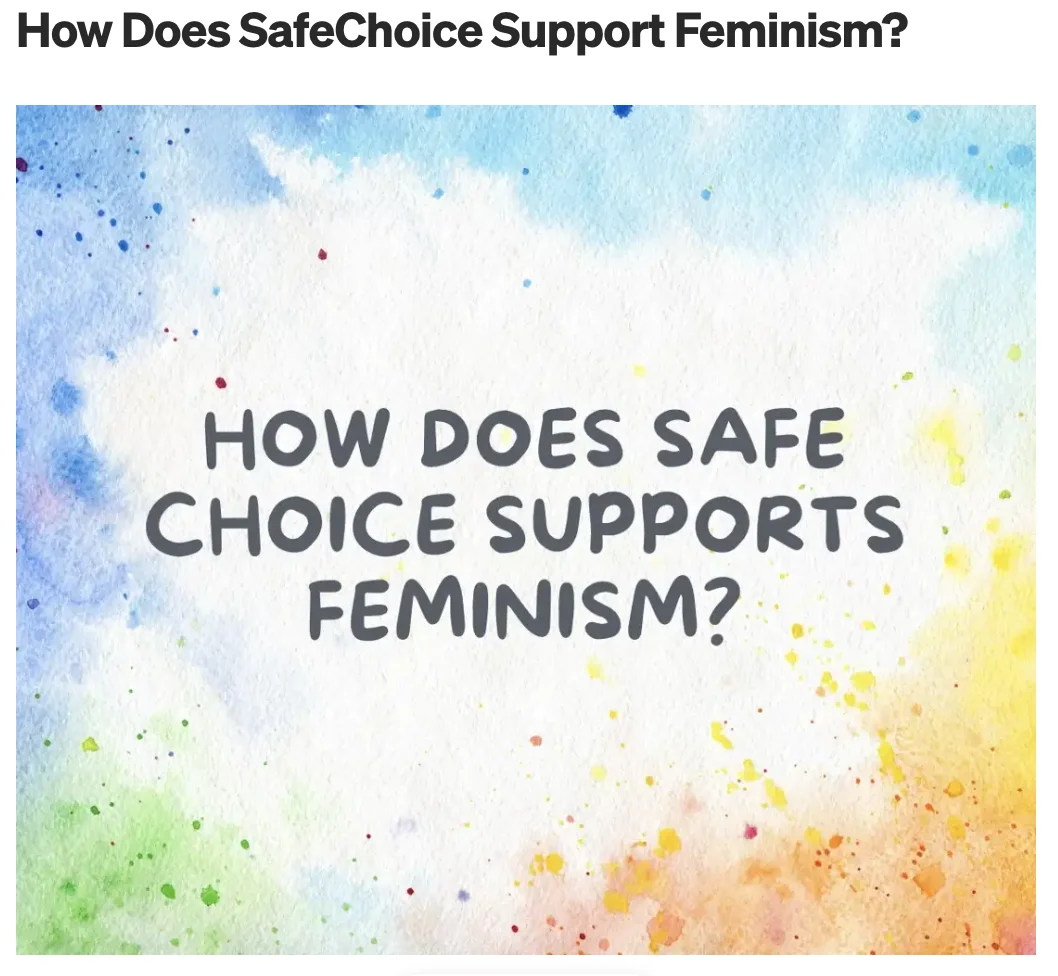 How Does SafeChoice Support Feminism?
HOW DOES SAFE
CHOICE SUPPORTS
FEMINISM?